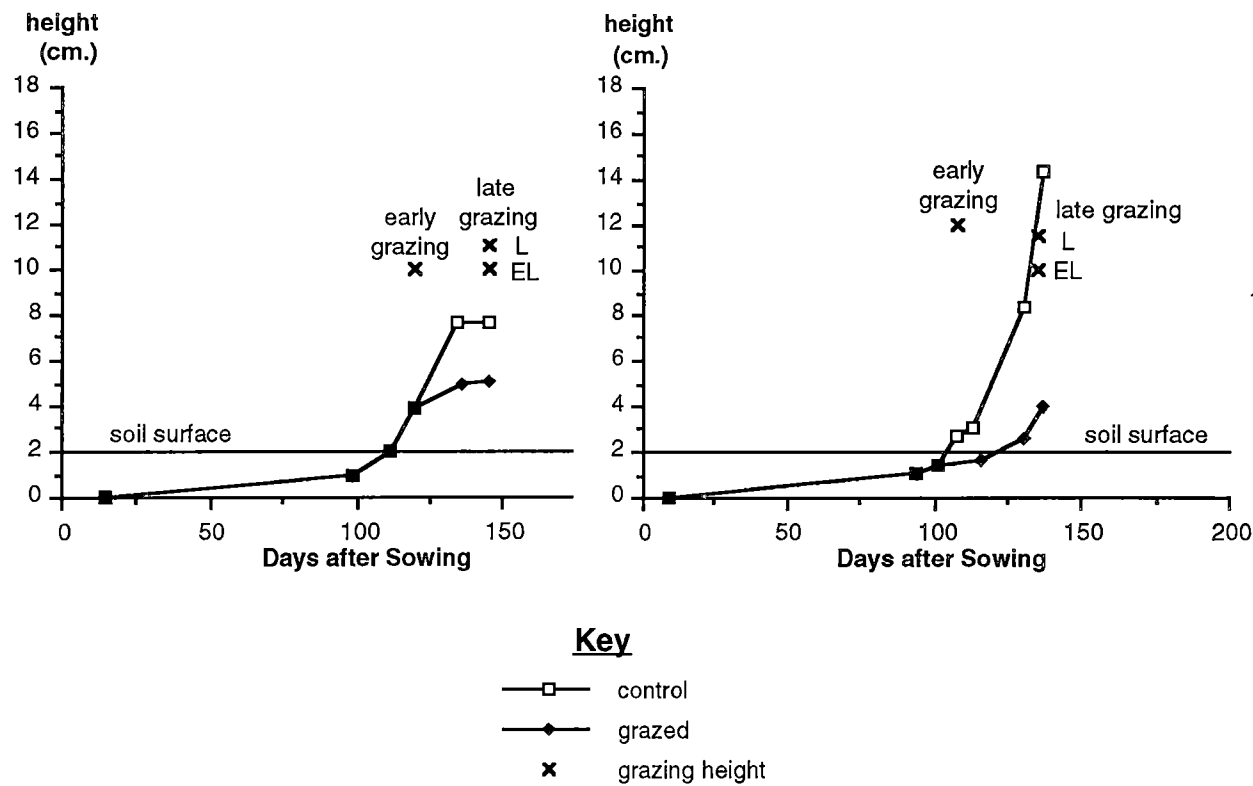 height
(cm.)
18
16
14
12
10
8
6
4
2
0
late
early grazing
grazing L
EL
soil surface
0 50 100 150
Days after Sowing
height
(cm.)
18
16
14
12
10
8
6
4
2
0
early
grazing
late grazing
L
EL
soil surface
0 50 100 150 200
Days after Sowing
Key
control
grazed
grazing height